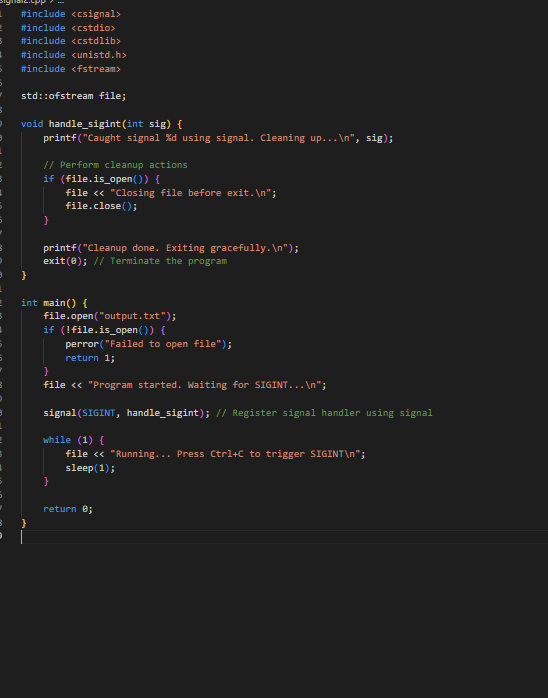 signal2.cpp > ...
#include <csignal>
#include <cstdio>
#include <cstdlib>
#include <unistd.h>
#include <fstream>
std::ofstream file;
void handle_sigint(int sig) {
printf("Caught signal %d using signal. Cleaning up...\n", sig);
// Perform cleanup actions
if (file.is_open()) {
file << "Closing file before exit.\n";
file.close();
}
printf("Cleanup done. Exiting gracefully.\n");
exit(0); // Terminate the program
}
int main() {
file.open("output.txt");
if (!file.is_open()) {
perror("Failed to open file");
return 1;
}
file << "Program started. Waiting for SIGINT...\n";
signal(SIGINT, handle_sigint); // Register signal handler using signal
while (1) {
file << "Running... Press Ctrl+C to trigger SIGINT\n";
sleep(1);
}
return 0;
}